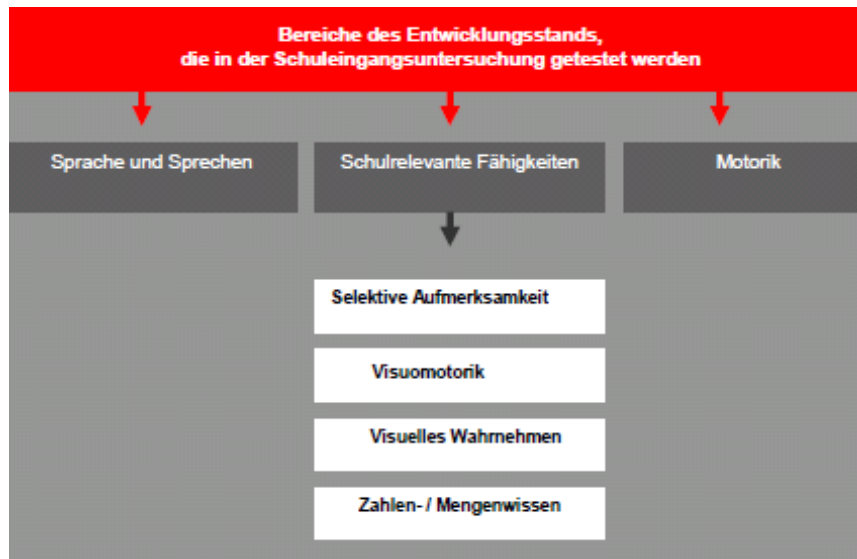 Bereiche des Entwicklungsstands,
die in der Schuleingangsuntersuchung getestet werden
Sprache und Sprechen
Schulrelevante Fähigkeiten
Motorik
Selektive Aufmerksamkeit
Visuomotorik
Visuelles Wahrnehmen
Zahlen- / Mengenwissen